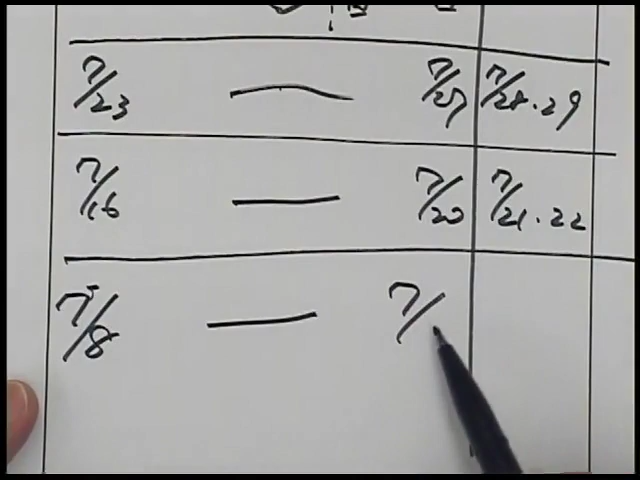 7/23 — 7/27 7/28.29
7/16 — 7/20 7/21.22
7/8 — 7/